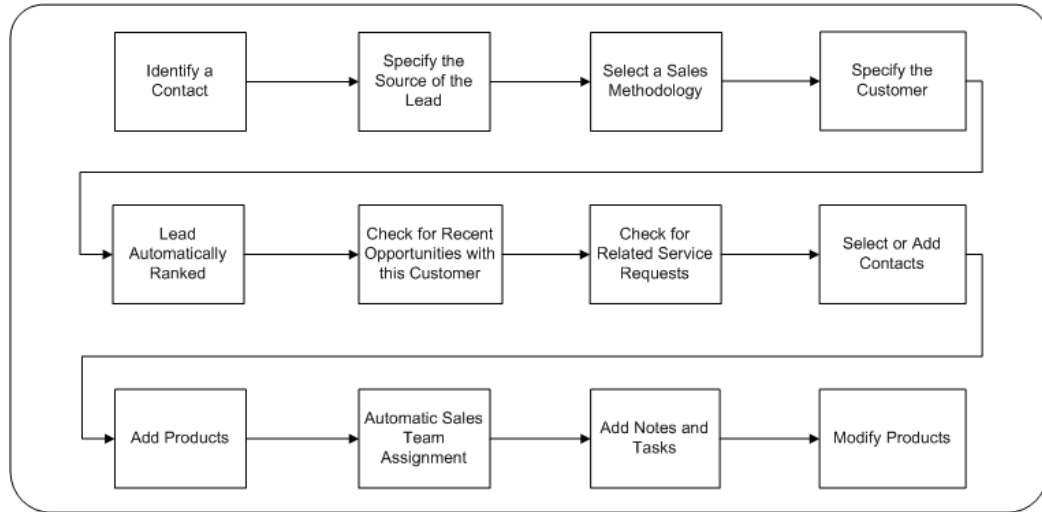 Identify a
Contact
Specify the
Source of the
Lead
Select a Sales
Methodology
Specify the
Customer
Lead
Automatically
Ranked
Check for Recent
Opportunities with
this Customer
Check for
Related Service
Requests
Select or Add
Contacts
Add Products
Automatic Sales
Team
Assignment
Add Notes and
Tasks
Modify Products